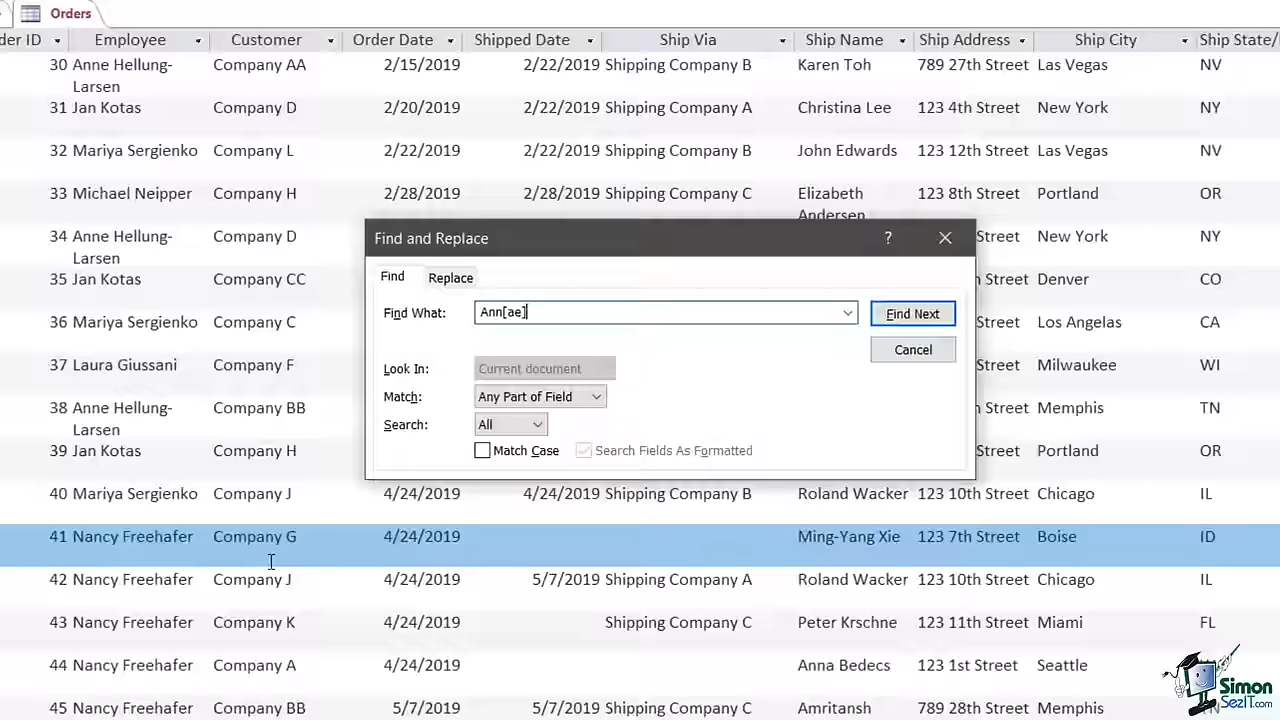 Orders
der ID Employee Customer Order Date Shipped Date Ship Via Ship Name Ship Address Ship City Ship State/
30 Anne Hellung- Company AA 2/15/2019 2/22/2019 Shipping Company B Karen Toh 789 27th Street Las Vegas NV
Larsen
31 Jan Kotas Company D 2/20/2019 2/22/2019 Shipping Company A Christina Lee 123 4th Street New York NY
32 Mariya Sergienko Company L 2/22/2019 2/22/2019 Shipping Company B John Edwards 123 12th Street Las Vegas NV
33 Michael Neipper Company H 2/28/2019 2/28/2019 Shipping Company C Elizabeth 123 8th Street Portland OR
Andersen
34 Anne Hellung- Company D Street New York NY
Larsen
35 Jan Kotas Company CC Street Denver CO
36 Mariya Sergienko Company C Street Los Angelas CA
37 Laura Giussani Company F Street Milwaukee WI
38 Anne Hellung- Company BB Street Memphis TN
Larsen
39 Jan Kotas Company H Street Portland OR
Find and Replace
Find Replace
Find What: Ann[ae] Find Next
Cancel
Look In: Current document
Match: Any Part of Field
Search: All
Match Case Search Fields As Formatted
40 Mariya Sergienko Company J 4/24/2019 4/24/2019 Shipping Company B Roland Wacker 123 10th Street Chicago IL
41 Nancy Freehafer Company G 4/24/2019 Ming-Yang Xie 123 7th Street Boise ID
42 Nancy Freehafer Company J 4/24/2019 5/7/2019 Shipping Company A Roland Wacker 123 10th Street Chicago IL
43 Nancy Freehafer Company K 4/24/2019 Shipping Company C Peter Krschne 123 11th Street Miami FL
44 Nancy Freehafer Company A 4/24/2019 Anna Bedecs 123 1st Street Seattle
45 Nancy Freehafer Company BB 5/7/2019 5/7/2019 Shipping Company C Amritansh 789 28th Street Memphis
Simon
SezIT.com